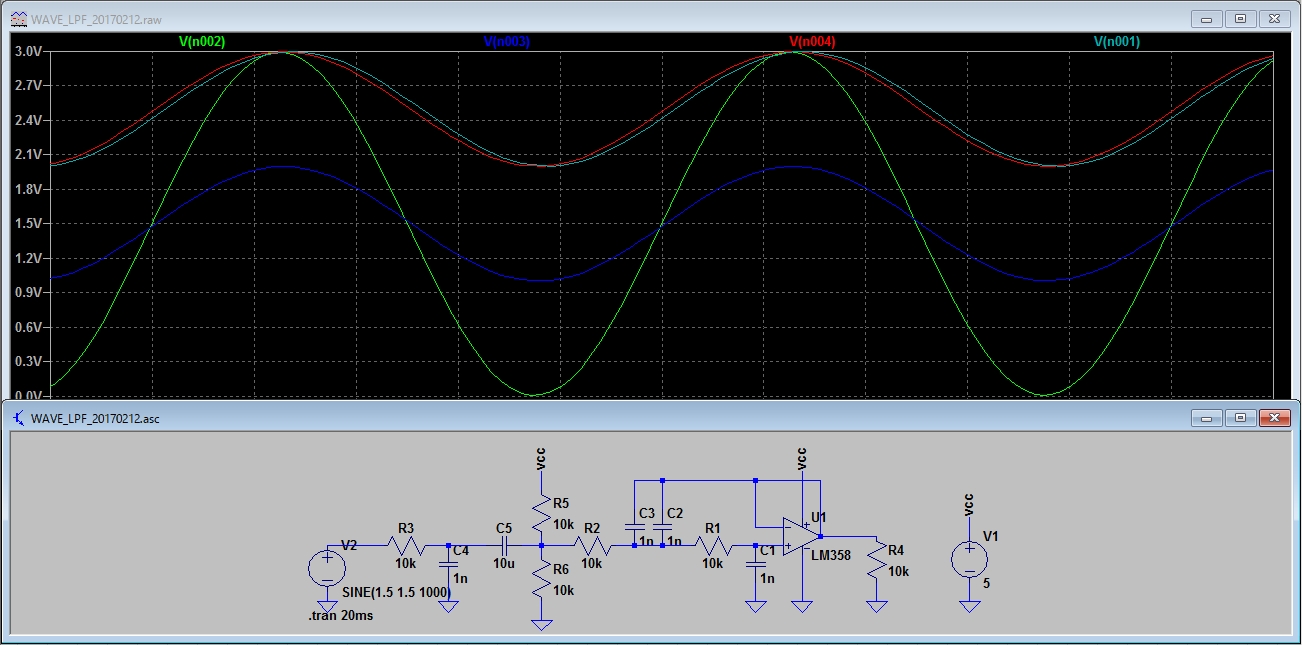 WAVE_LPF_20170212.raw
V(n002) V(n003) V(n004) V(n001)
3.0V
2.7V
2.4V
2.1V
1.8V
1.5V
1.2V
0.9V
0.6V
0.3V
0.0V
WAVE_LPF_20170212.asc
vcc vcc
vcc
R5
10k
C3 C2
1n 1n
U1
V1
5
V2 R3 C5 R2 R1
10k 10u 10k 10k
C4
1n
C1
1n
LM358
R4
10k
R6
10k
SINE(1.5 1.5 1000)
.tran 20ms